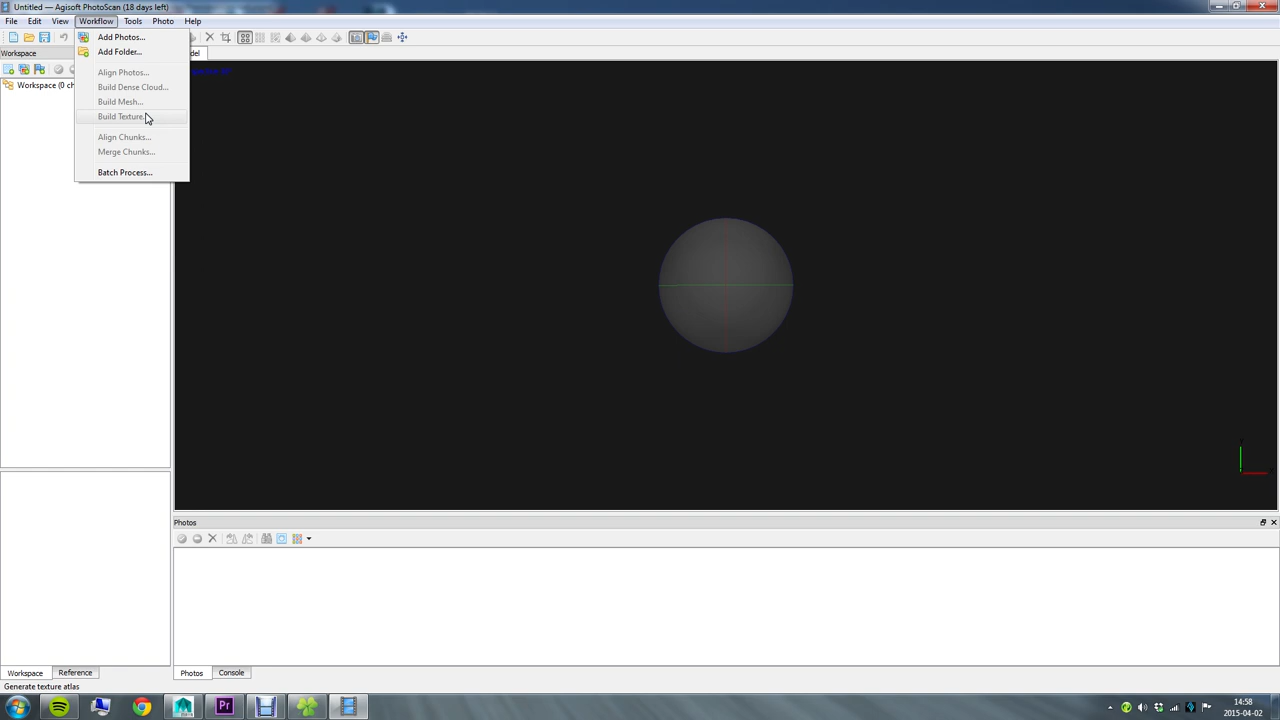 Untitled — Agisoft PhotoScan (18 days left)
File Edit View Workflow Tools Photo Help
Workspace
Workspace (0 ch
Add Photos...
Add Folder...
Align Photos...
Build Dense Cloud...
Build Mesh...
Build Texture...
Align Chunks...
Merge Chunks...
Batch Process...
Photos
Workspace Reference
Photos Console
Generate texture atlas
Pr
14:58
2015-04-02